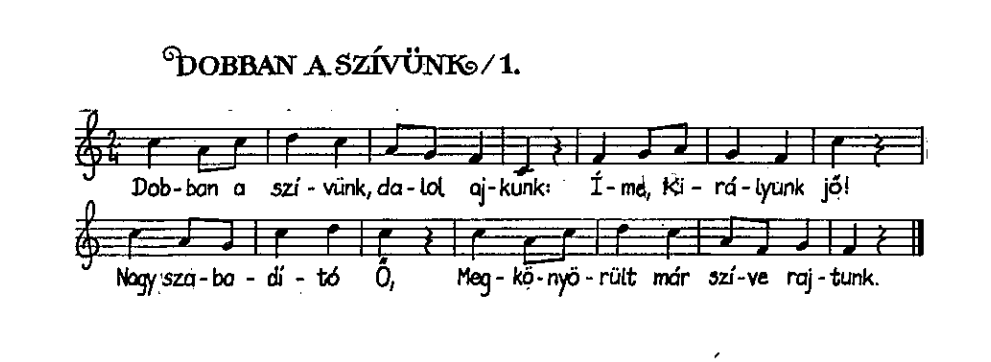 DOBBAN A SZÍVÜNK/1.
Dob-ban a szí-vünk, da-lol aj-kunk: Í-me, Ki-rá-lyunk jő!
Nagy sza-ba-dí-tó Ő, Meg-kö-nyö-rült már szí-ve raj-tunk.